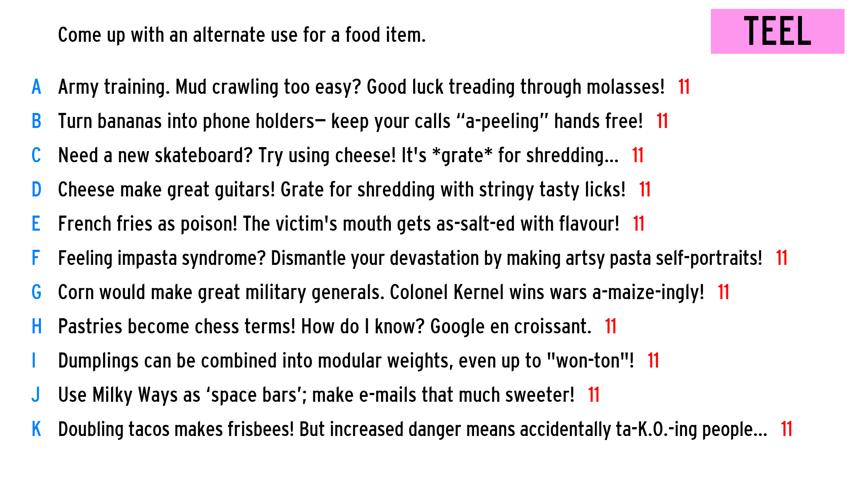 Come up with an alternate use for a food item.
TEEL
A Army training. Mud crawling too easy? Good luck treading through molasses! 11
B Turn bananas into phone holders— keep your calls “a-peeling” hands free! 11
C Need a new skateboard? Try using cheese! It's *grate* for shredding... 11
D Cheese make great guitars! Grate for shredding with stringy tasty licks! 11
E French fries as poison! The victim's mouth gets as-salt-ed with flavour! 11
F Feeling impasta syndrome? Dismantle your devastation by making artsy pasta self-portraits! 11
G Corn would make great military generals. Colonel Kernel wins wars a-maize-ingly! 11
H Pastries become chess terms! How do I know? Google en croissant. 11
I Dumplings can be combined into modular weights, even up to "won-ton"! 11
J Use Milky Ways as ‘space bars’; make e-mails that much sweeter! 11
K Doubling tacos makes frisbees! But increased danger means accidentally ta-K.O.-ing people... 11